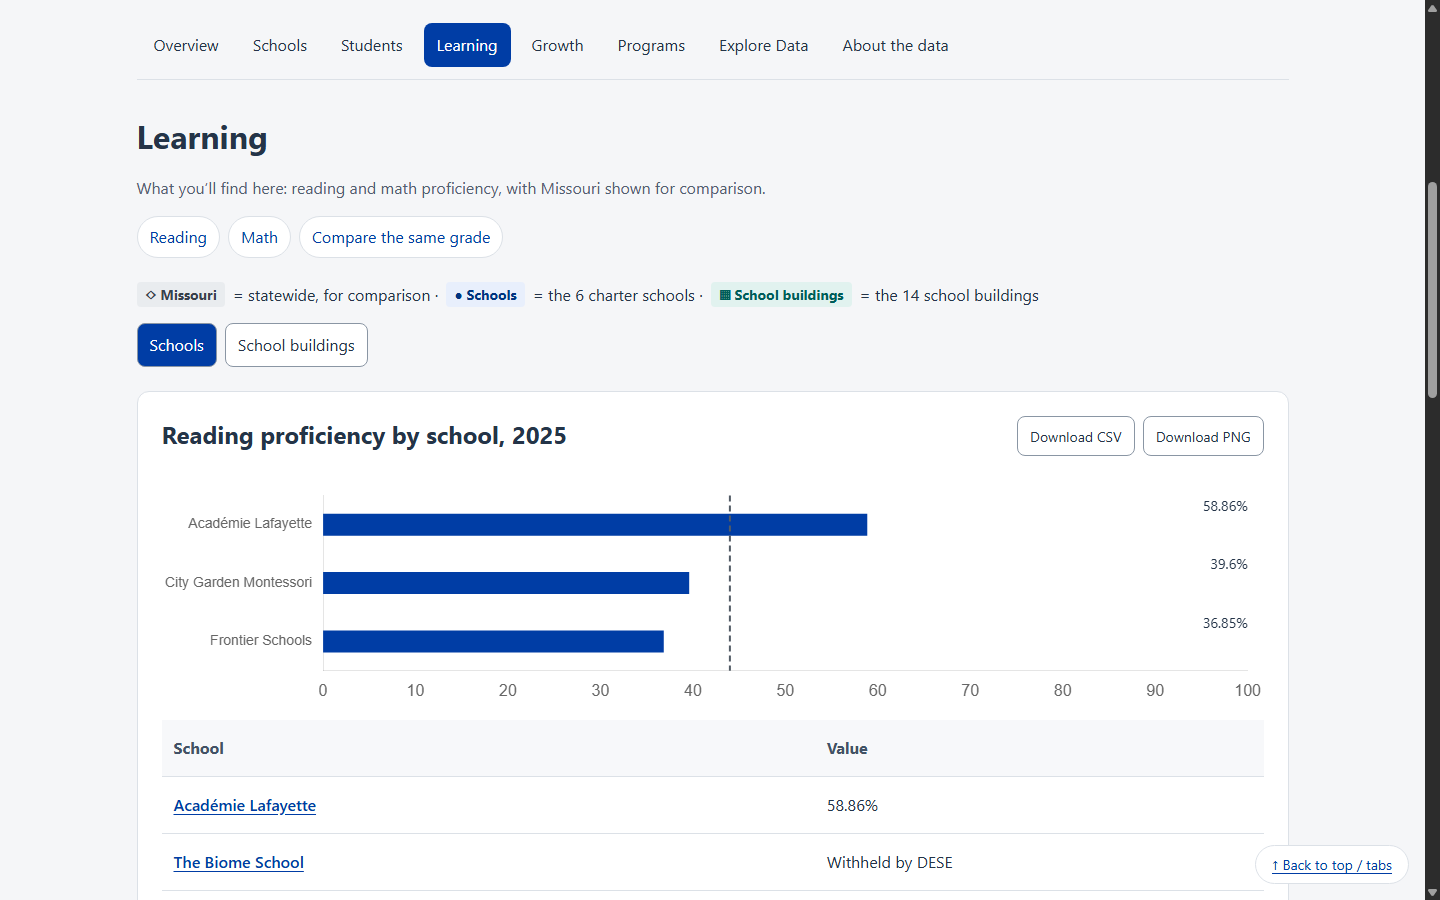 Overview Schools Students Learning Growth Programs Explore Data About the data
Learning
What you'll find here: reading and math proficiency, with Missouri shown for comparison.
Reading Math Compare the same grade
◇ Missouri = statewide, for comparison · ● Schools = the 6 charter schools · ▦ School buildings = the 14 school buildings
Schools School buildings
Reading proficiency by school, 2025
Download CSV Download PNG
Académie Lafayette 58.86%
City Garden Montessori 39.6%
Frontier Schools 36.85%
0 10 20 30 40 50 60 70 80 90 100
School Value
Académie Lafayette 58.86%
The Biome School Withheld by DESE
↑ Back to top / tabs